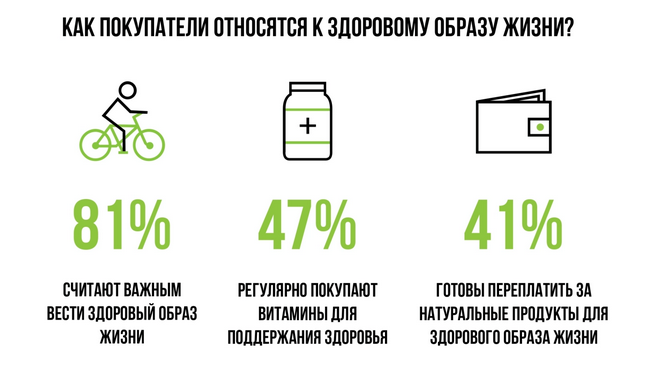 КАК ПОКУПАТЕЛИ ОТНОСЯТСЯ К ЗДОРОВОМУ ОБРАЗУ ЖИЗНИ?
81%
СЧИТАЮТ ВАЖНЫМ
ВЕСТИ ЗДОРОВЫЙ ОБРАЗ
ЖИЗНИ
47%
РЕГУЛЯРНО ПОКУПАЮТ
ВИТАМИНЫ ДЛЯ
ПОДДЕРЖАНИЯ ЗДОРОВЬЯ
41%
ГОТОВЫ ПЕРЕПЛАТИТЬ ЗА
НАТУРАЛЬНЫЕ ПРОДУКТЫ ДЛЯ
ЗДОРОВОГО ОБРАЗА ЖИЗНИ